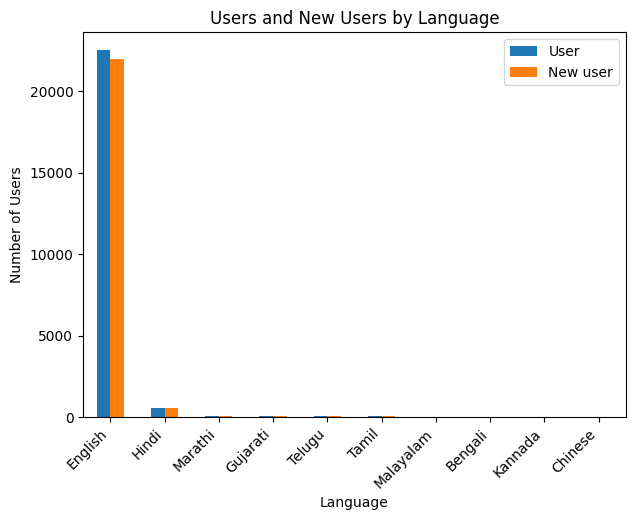 Users and New Users by Language
User
New user
Number of Users
20000
15000
10000
5000
0
English
Hindi
Marathi
Gujarati
Telugu
Tamil
Malayalam
Bengali
Kannada
Chinese
Language